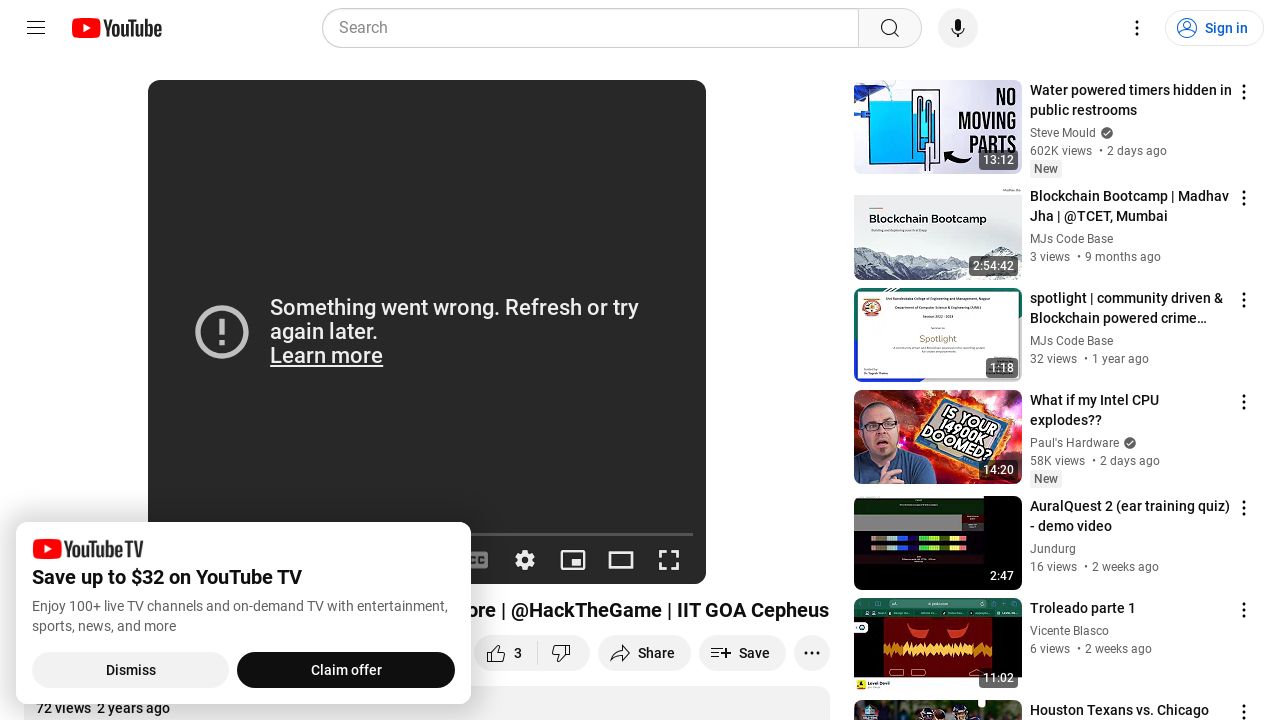 YouTube
Search
Sign in
Something went wrong. Refresh or try
again later.
Learn more
YouTube TV
Save up to $32 on YouTube TV
Enjoy 100+ live TV channels and on-demand TV with entertainment,
sports, news, and more
Dismiss
Claim offer
ore | @HackTheGame | IIT GOA Cepheus
3
Share
Save
72 views 2 years ago
NO
MOVING
PARTS
13:12
Water powered timers hidden in
public restrooms
Steve Mould
602K views • 2 days ago
New
Blockchain Bootcamp
2:54:42
Blockchain Bootcamp | Madhav
Jha | @TCET, Mumbai
MJs Code Base
3 views • 9 months ago
Spotlight
1:18
spotlight | community driven &
Blockchain powered crime…
MJs Code Base
32 views • 1 year ago
IS YOUR
14900K
DOOMED?
14:20
What if my Intel CPU
explodes??
Paul's Hardware
58K views • 2 days ago
New
2:47
AuralQuest 2 (ear training quiz)
- demo video
Jundurg
16 views • 2 weeks ago
11:02
Troleado parte 1
Vicente Blasco
6 views • 2 weeks ago
Houston Texans vs. Chicago